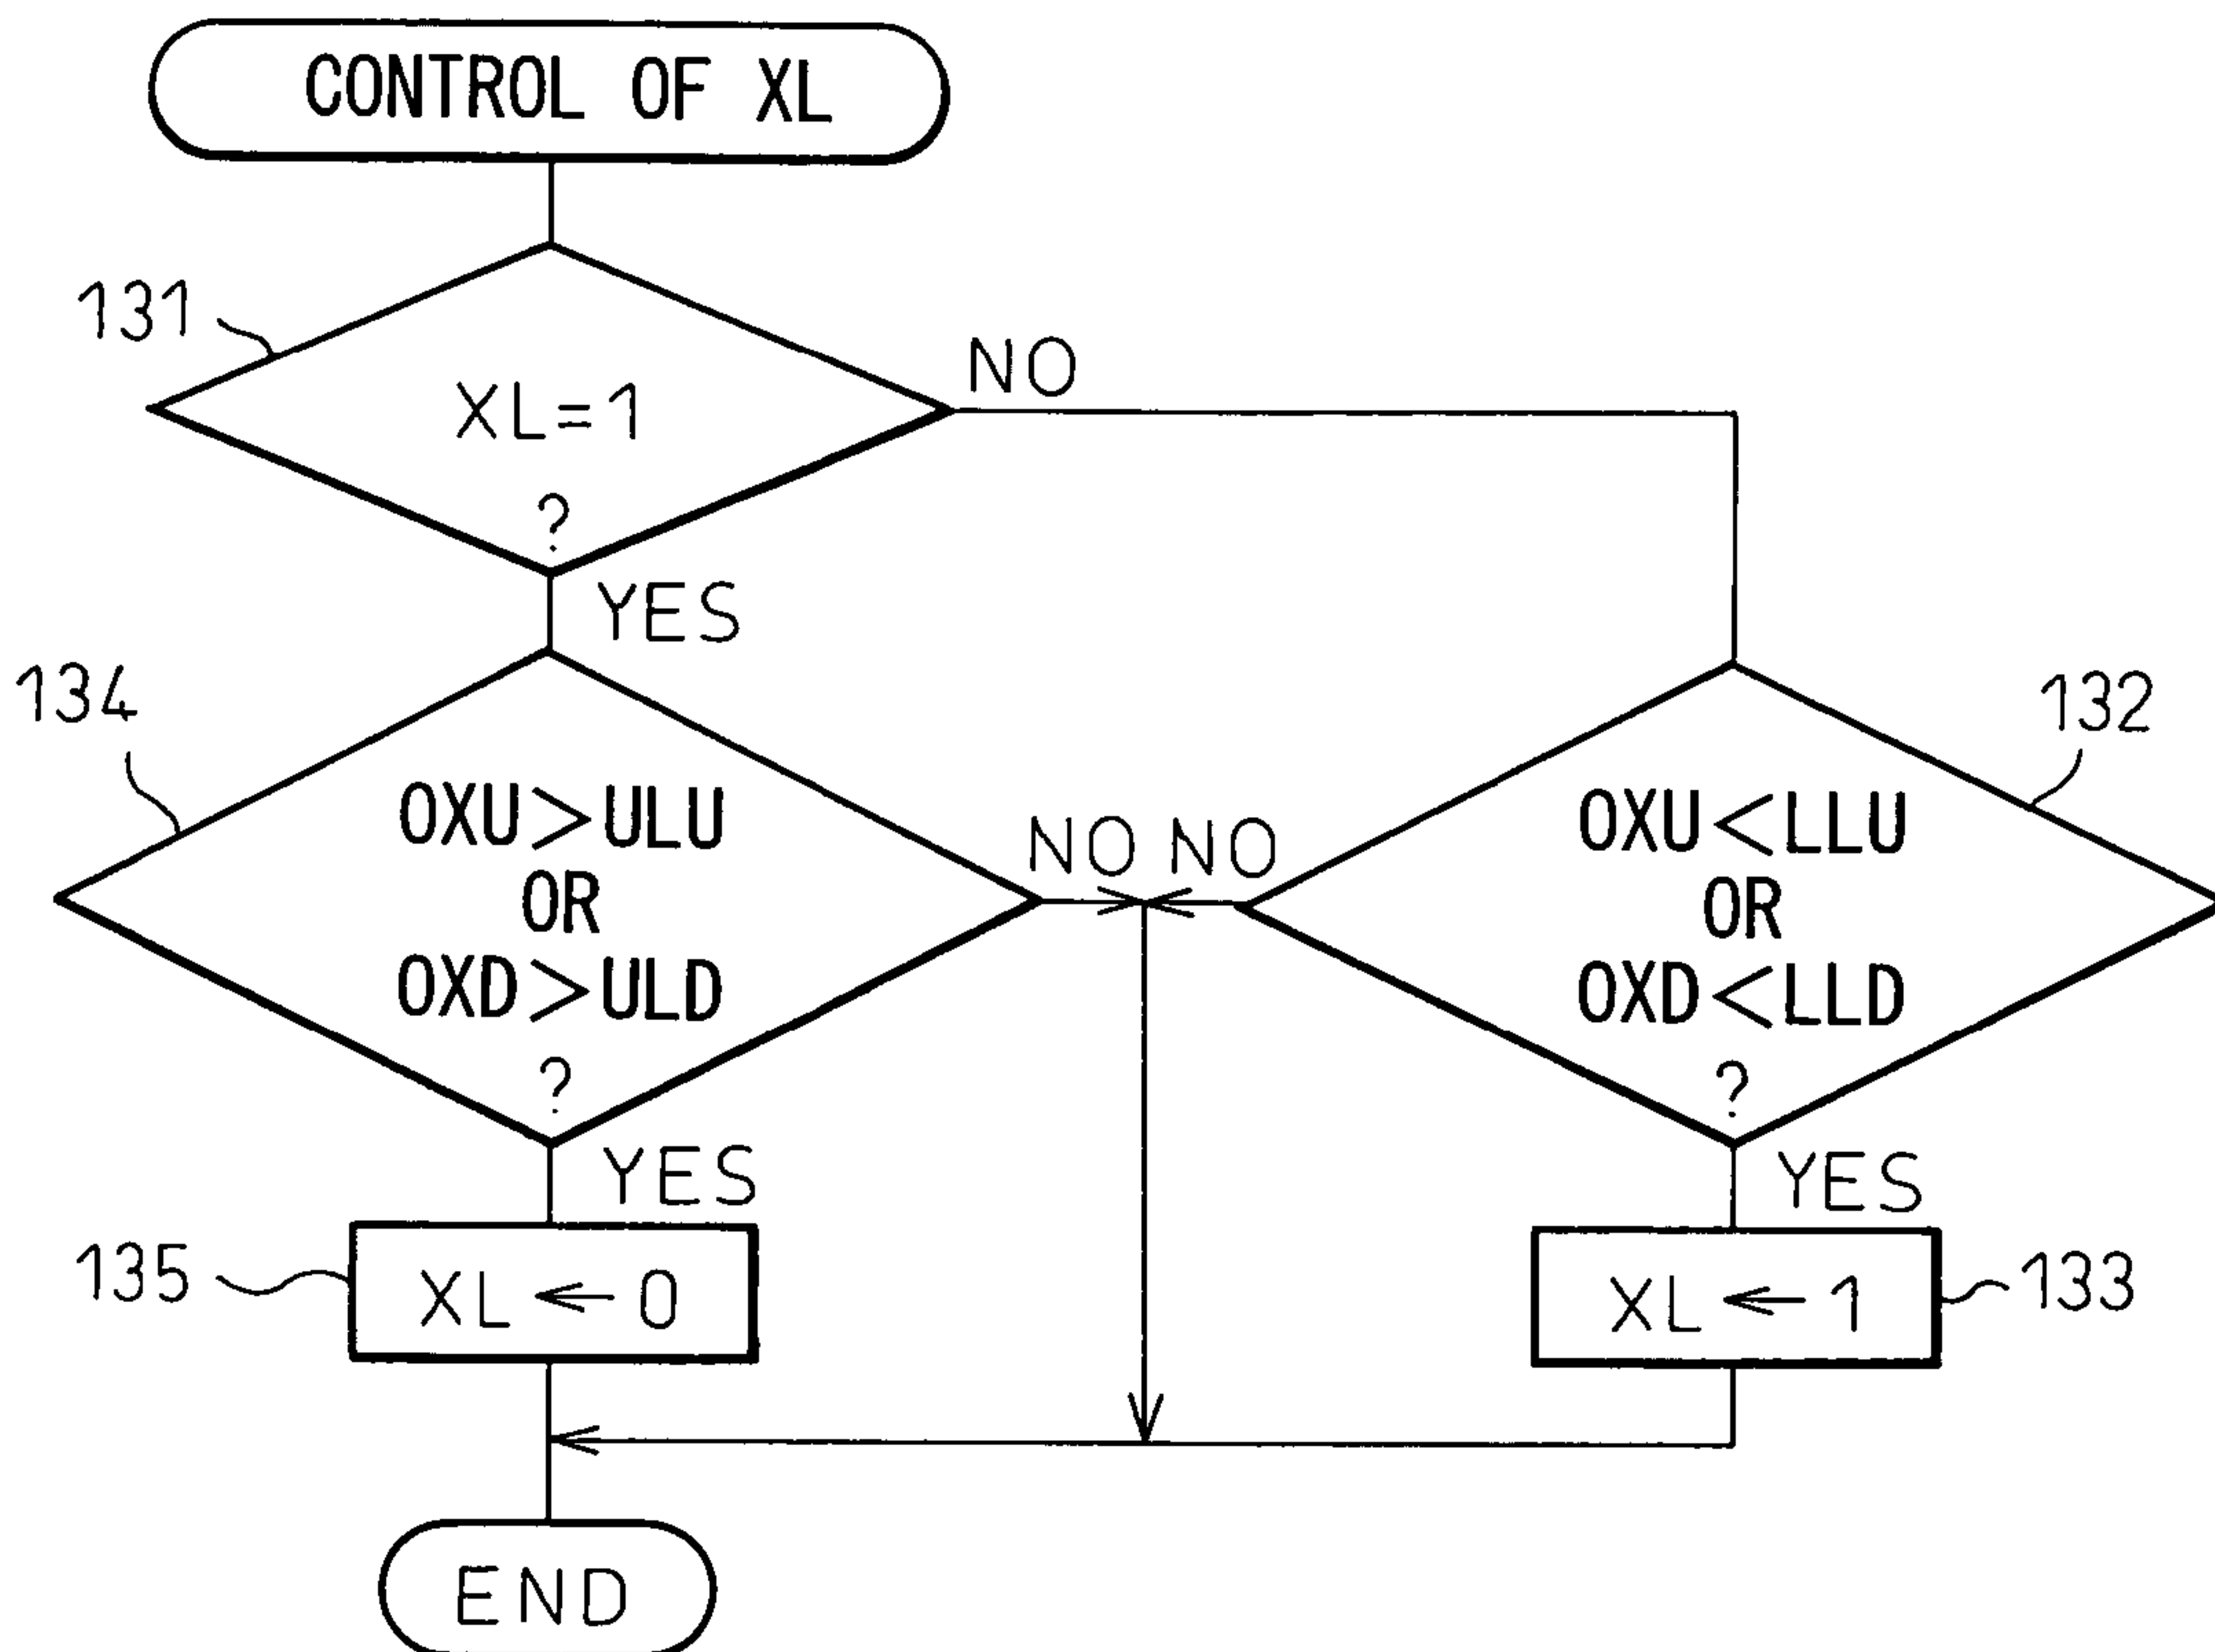 CONTROL OF XL
131
XL=1
?
NO
YES
134
OXU>ULU
OR
OXD>ULD
?
NO
YES
132
OXU<LLU
OR
OXD<LLD
?
NO
YES
135
XL ← 0
XL ← 1
133
END